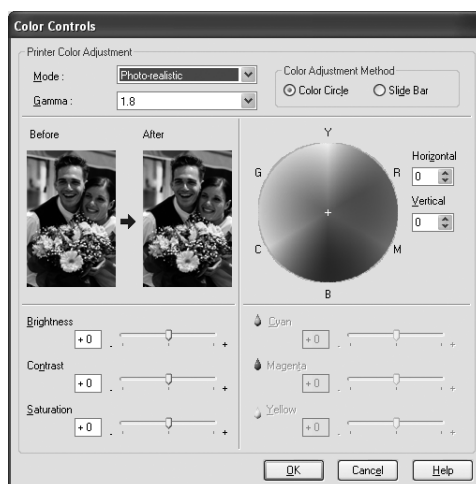 Color Controls
Printer Color Adjustment
Mode :
Photo-realistic
Gamma :
1.8
Color Adjustment Method
Color Circle
Slide Bar
Before
After
Y
G
R
C
M
B
Horizontal
0
Vertical
0
Brightness
+ 0
- +
Contrast
+ 0
- +
Saturation
+ 0
- +
Cyan
+ 0
- +
Magenta
+ 0
- +
Yellow
+ 0
- +
OK
Cancel
Help